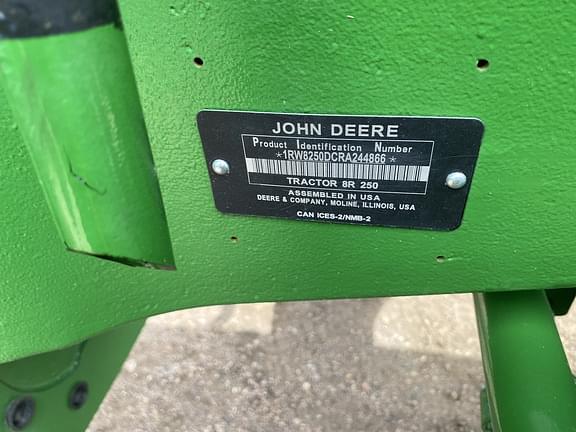 JOHN DEERE
Product Identification Number
*1RW8250DCRA244866*
TRACTOR 8R 250
ASSEMBLED IN USA
DEERE & COMPANY, MOLINE, ILLINOIS, USA
CAN ICES-2/NMB-2